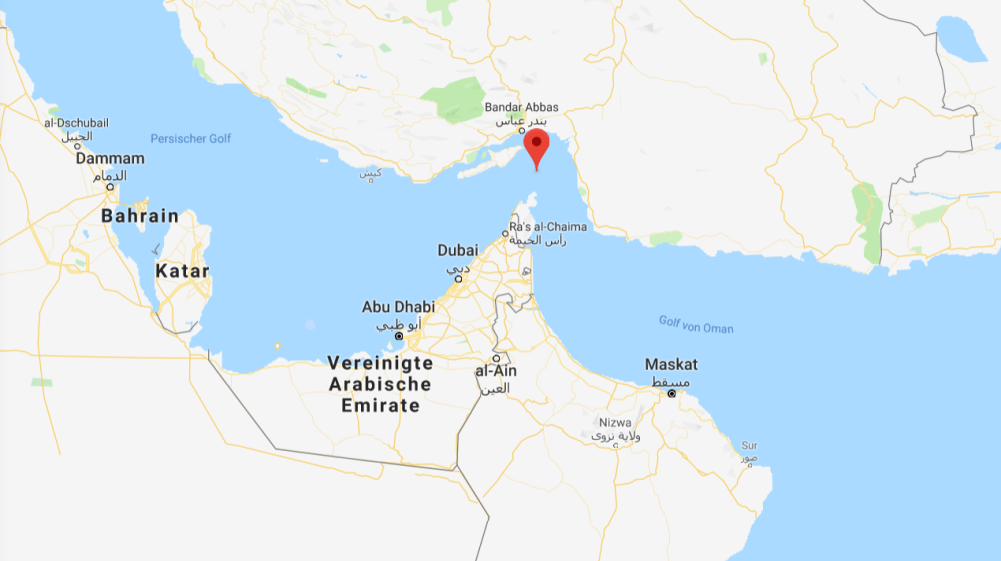 Bandar Abbas
بندر عباس
al-Dschubail
الجبيل
Persischer Golf
Dammam
الدمام
كيش
Bahrain
Ra's al-Chaima
رأس الخيمة
Dubai
دبي
Katar
Abu Dhabi
أبو ظبي
Golf von Oman
Vereinigte
Arabische
Emirate
al-Ain
العين
Maskat
مسقط
Nizwa
ولاية نزوى
Sur
صور